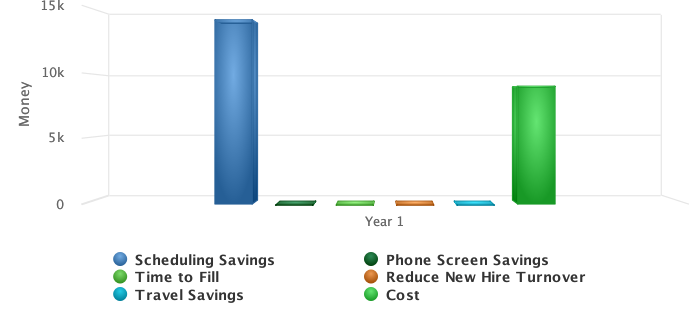 15k
10k
Money
5k
0
Year 1
Scheduling Savings
Phone Screen Savings
Time to Fill
Reduce New Hire Turnover
Travel Savings
Cost